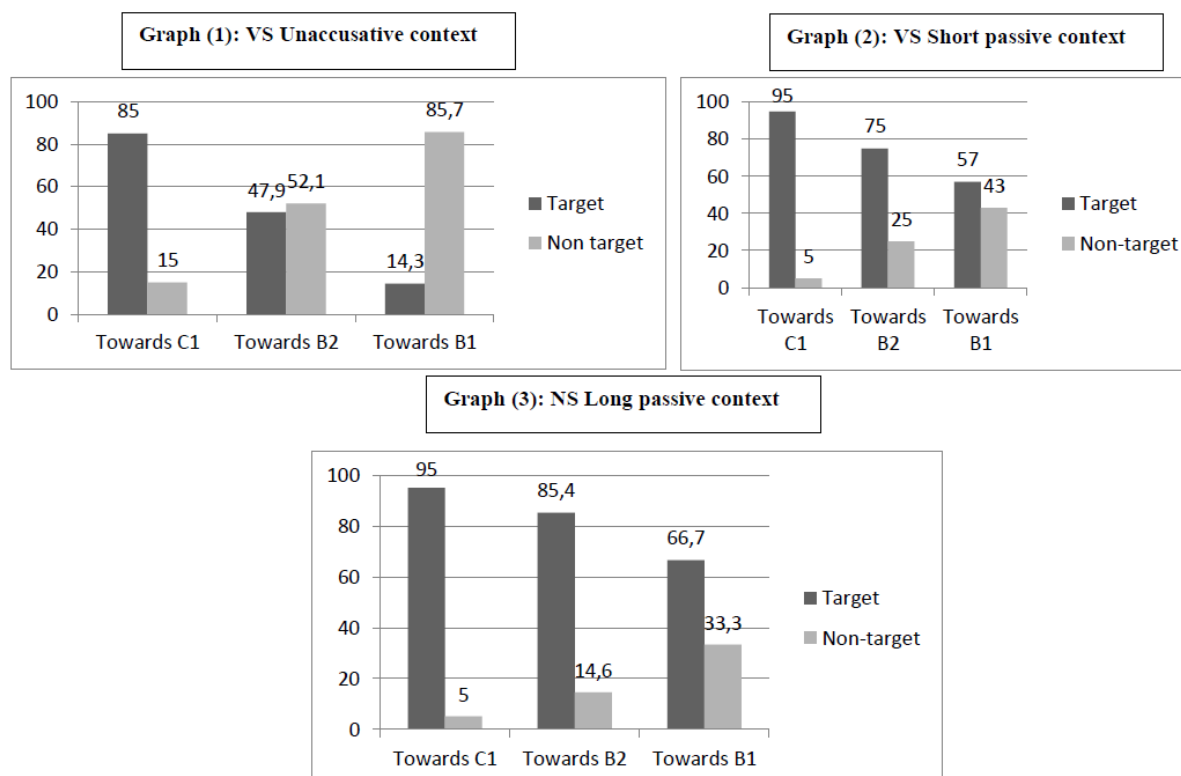 Graph (1): VS Unaccusative context
Graph (2): VS Short passive context
100
80
60
40
20
0
85
15
47,9
52,1
14,3
85,7
Towards C1
Towards B2
Towards B1
Target
Non target
100
80
60
40
20
0
95
5
75
25
57
43
Towards
C1
Towards
B2
Towards
B1
Target
Non-target
Graph (3): NS Long passive context
100
80
60
40
20
0
95
5
85,4
14,6
66,7
33,3
Towards C1
Towards B2
Towards B1
Target
Non-target